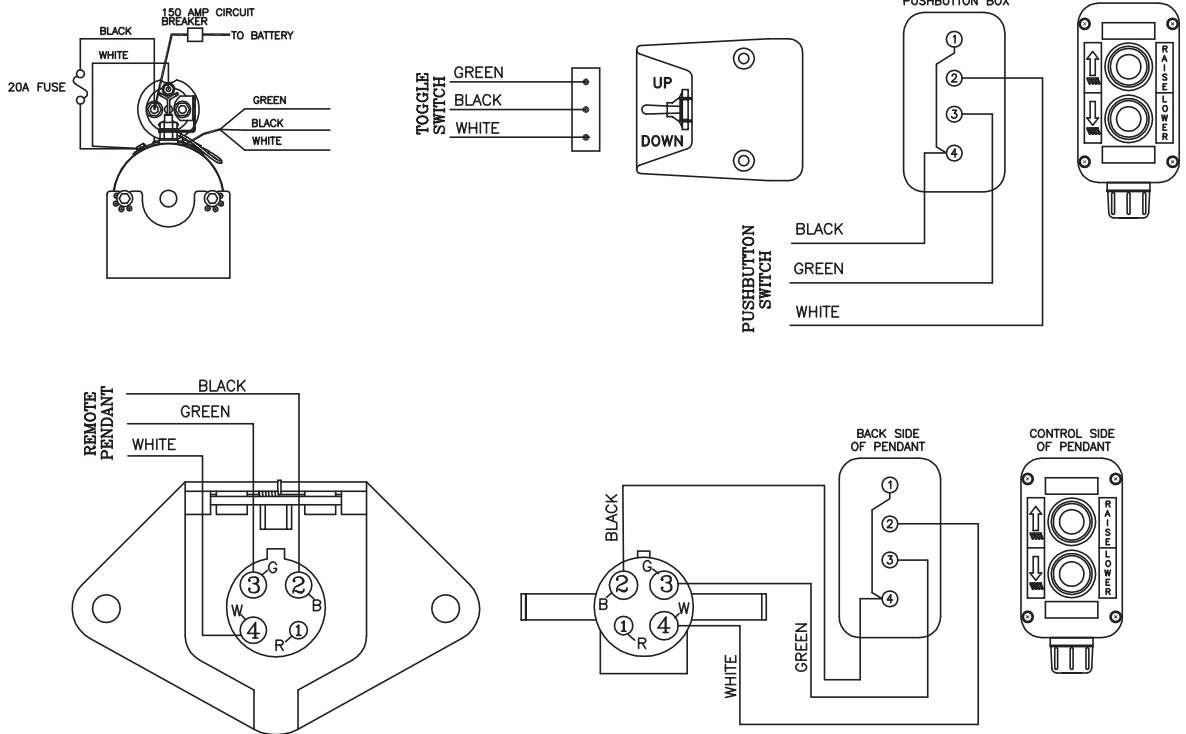 150 AMP CIRCUIT
BREAKER
TO BATTERY
BLACK
WHITE
20A FUSE
GREEN
BLACK
WHITE
TOGGLE
SWITCH
GREEN
BLACK
WHITE
UP
DOWN
PUSHBUTTON BOX
1
2
3
4
RAISE
LOWER
PUSHBUTTON
SWITCH
BLACK
GREEN
WHITE
REMOTE
PENDANT
BLACK
GREEN
WHITE
G
3
2
W
B
4
1
R
BLACK
G
2
3
B
W
1
4
R
WHITE
GREEN
BACK SIDE
OF PENDANT
1
2
3
4
CONTROL SIDE
OF PENDANT
RAISE
LOWER